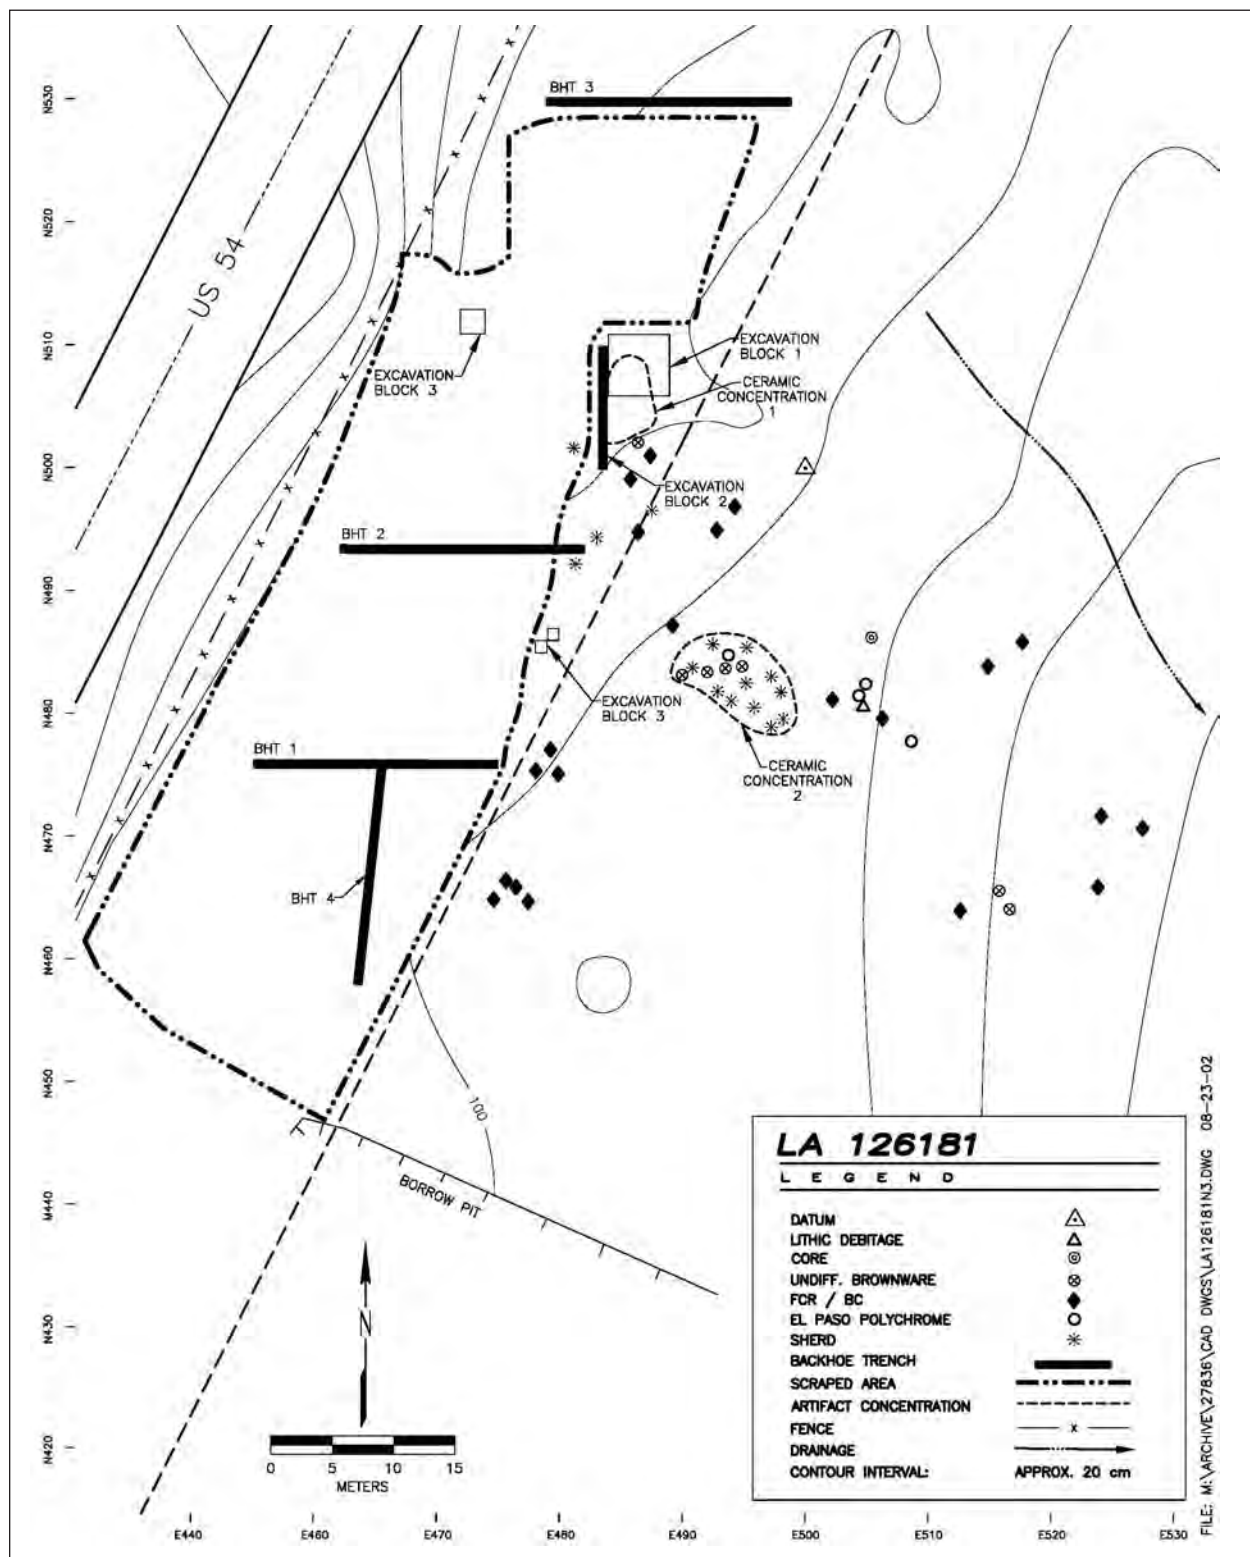 N530
N520
N510
N500
N490
N480
N470
N460
N450
N440
N430
N420
BHT 3
US 54
EXCAVATION
BLOCK 3
EXCAVATION
BLOCK 1
CERAMIC
CONCENTRATION
1
EXCAVATION
BLOCK 2
BHT 2
EXCAVATION
BLOCK 3
BHT 1
CERAMIC
CONCENTRATION
2
BHT 4
100
BORROW PIT
N
0 5 10 15
METERS
LA 126181
LEGEND
DATUM
LITHIC DEBITAGE
CORE
UNDIFF. BROWNWARE
FCR / BC
EL PASO POLYCHROME
SHERD
BACKHOE TRENCH
SCRAPED AREA
ARTIFACT CONCENTRATION
FENCE
DRAINAGE
CONTOUR INTERVAL: APPROX. 20 cm
FILE: M:\ARCHIVE\27836\CAD DWGS\LA126181N3.DWG 08-23-02
E440 E460 E470 E480 E490 E500 E510 E520 E530